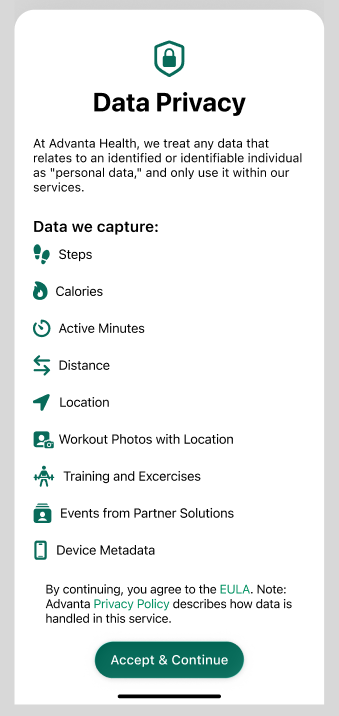 Data Privacy
At Advanta Health, we treat any data that
relates to an identified or identifiable individual
as "personal data," and only use it within our
services.
Data we capture:
Steps
Calories
Active Minutes
Distance
Location
Workout Photos with Location
Training and Excercises
Events from Partner Solutions
Device Metadata
By continuing, you agree to the EULA. Note:
Advanta Privacy Policy describes how data is
handled in this service.
Accept & Continue